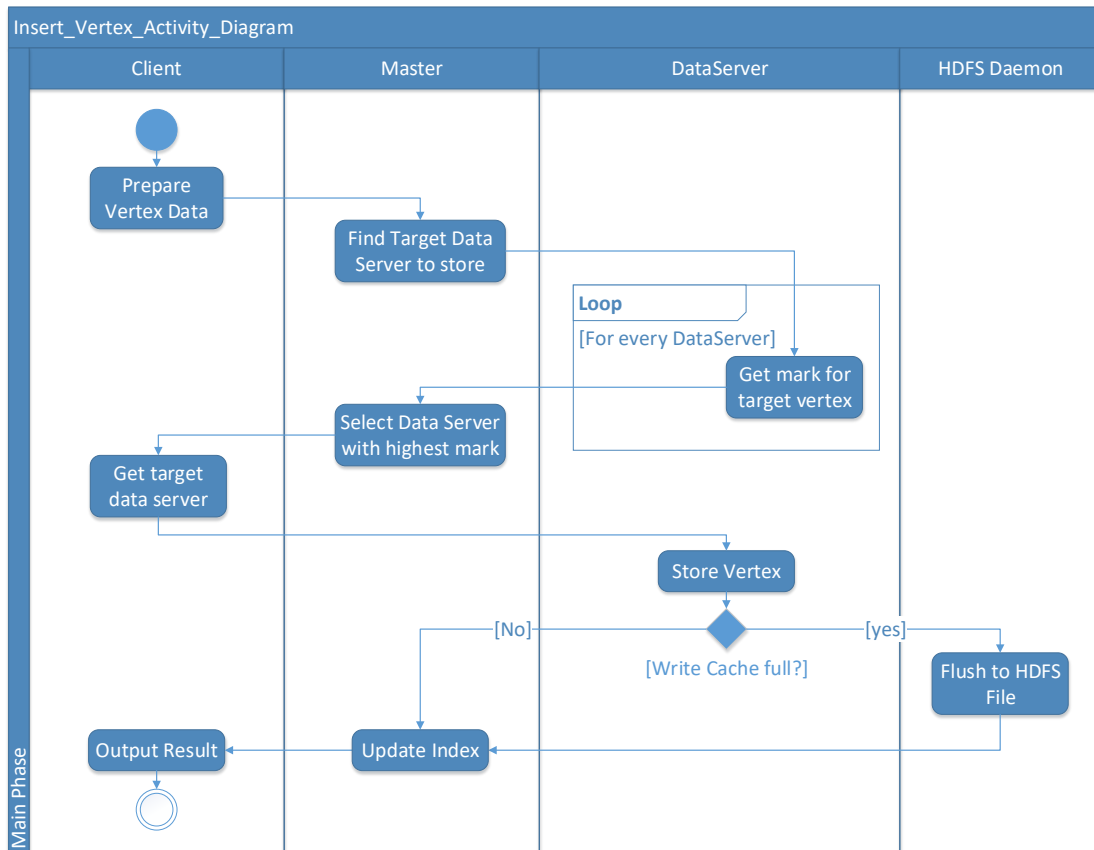 Insert_Vertex_Activity_Diagram
Client
Master
DataServer
HDFS Daemon
Prepare
Vertex Data
Find Target Data
Server to store
Loop
[For every DataServer]
Get mark for
target vertex
Select Data Server
with highest mark
Get target
data server
Store Vertex
[No]
[yes]
[Write Cache full?]
Flush to HDFS
File
Output Result
Update Index
Main Phase